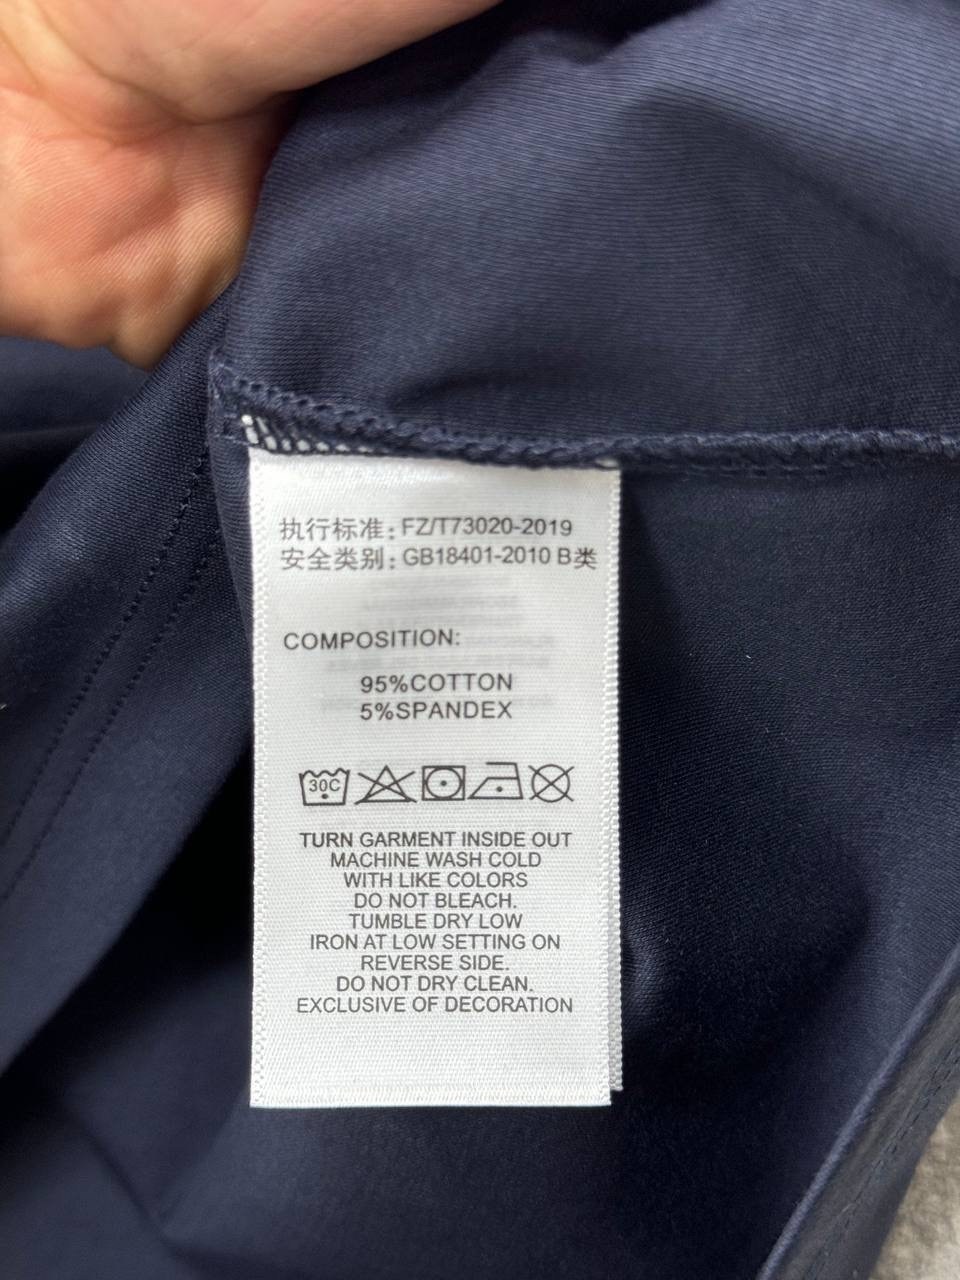 执行标准: FZ/T73020-2019
安全类别: GB18401-2010 B类
COMPOSITION:
95%COTTON
5%SPANDEX
30C
TURN GARMENT INSIDE OUT
MACHINE WASH COLD
WITH LIKE COLORS
DO NOT BLEACH.
TUMBLE DRY LOW
IRON AT LOW SETTING ON
REVERSE SIDE.
DO NOT DRY CLEAN.
EXCLUSIVE OF DECORATION